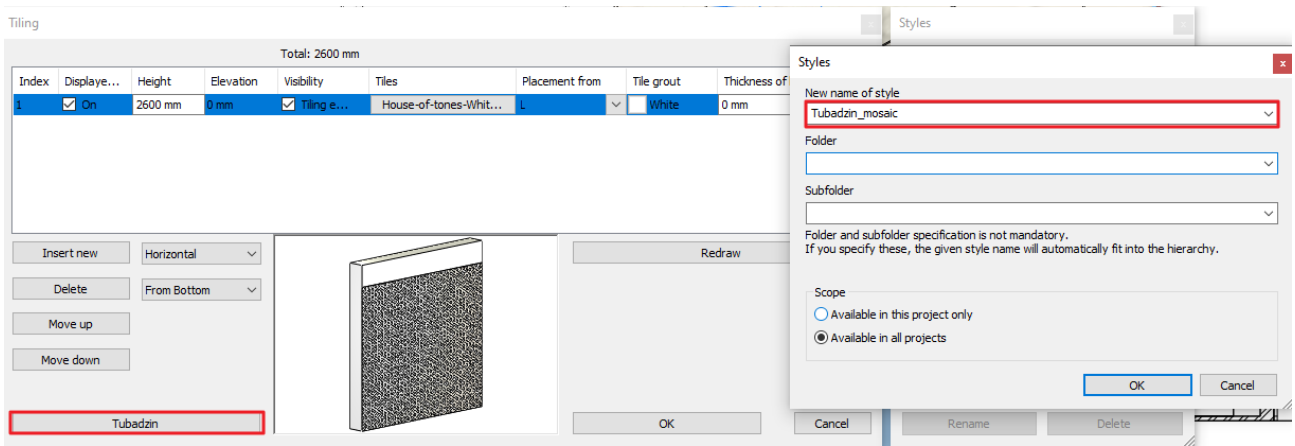 Tiling
Total: 2600 mm
Index Displaye... Height Elevation Visibility Tiles Placement from Tile grout Thickness of
1 On 2600 mm 0 mm Tiling e... House-of-tones-Whit... L White 0 mm
Insert new Horizontal
Delete From Bottom
Move up
Move down
Tubadzin
Redraw
OK Cancel
Styles
Styles
New name of style
Tubadzin_mosaic
Folder
Subfolder
Folder and subfolder specification is not mandatory.
If you specify these, the given style name will automatically fit into the hierarchy.
Scope
Available in this project only
Available in all projects
OK Cancel
Rename Delete